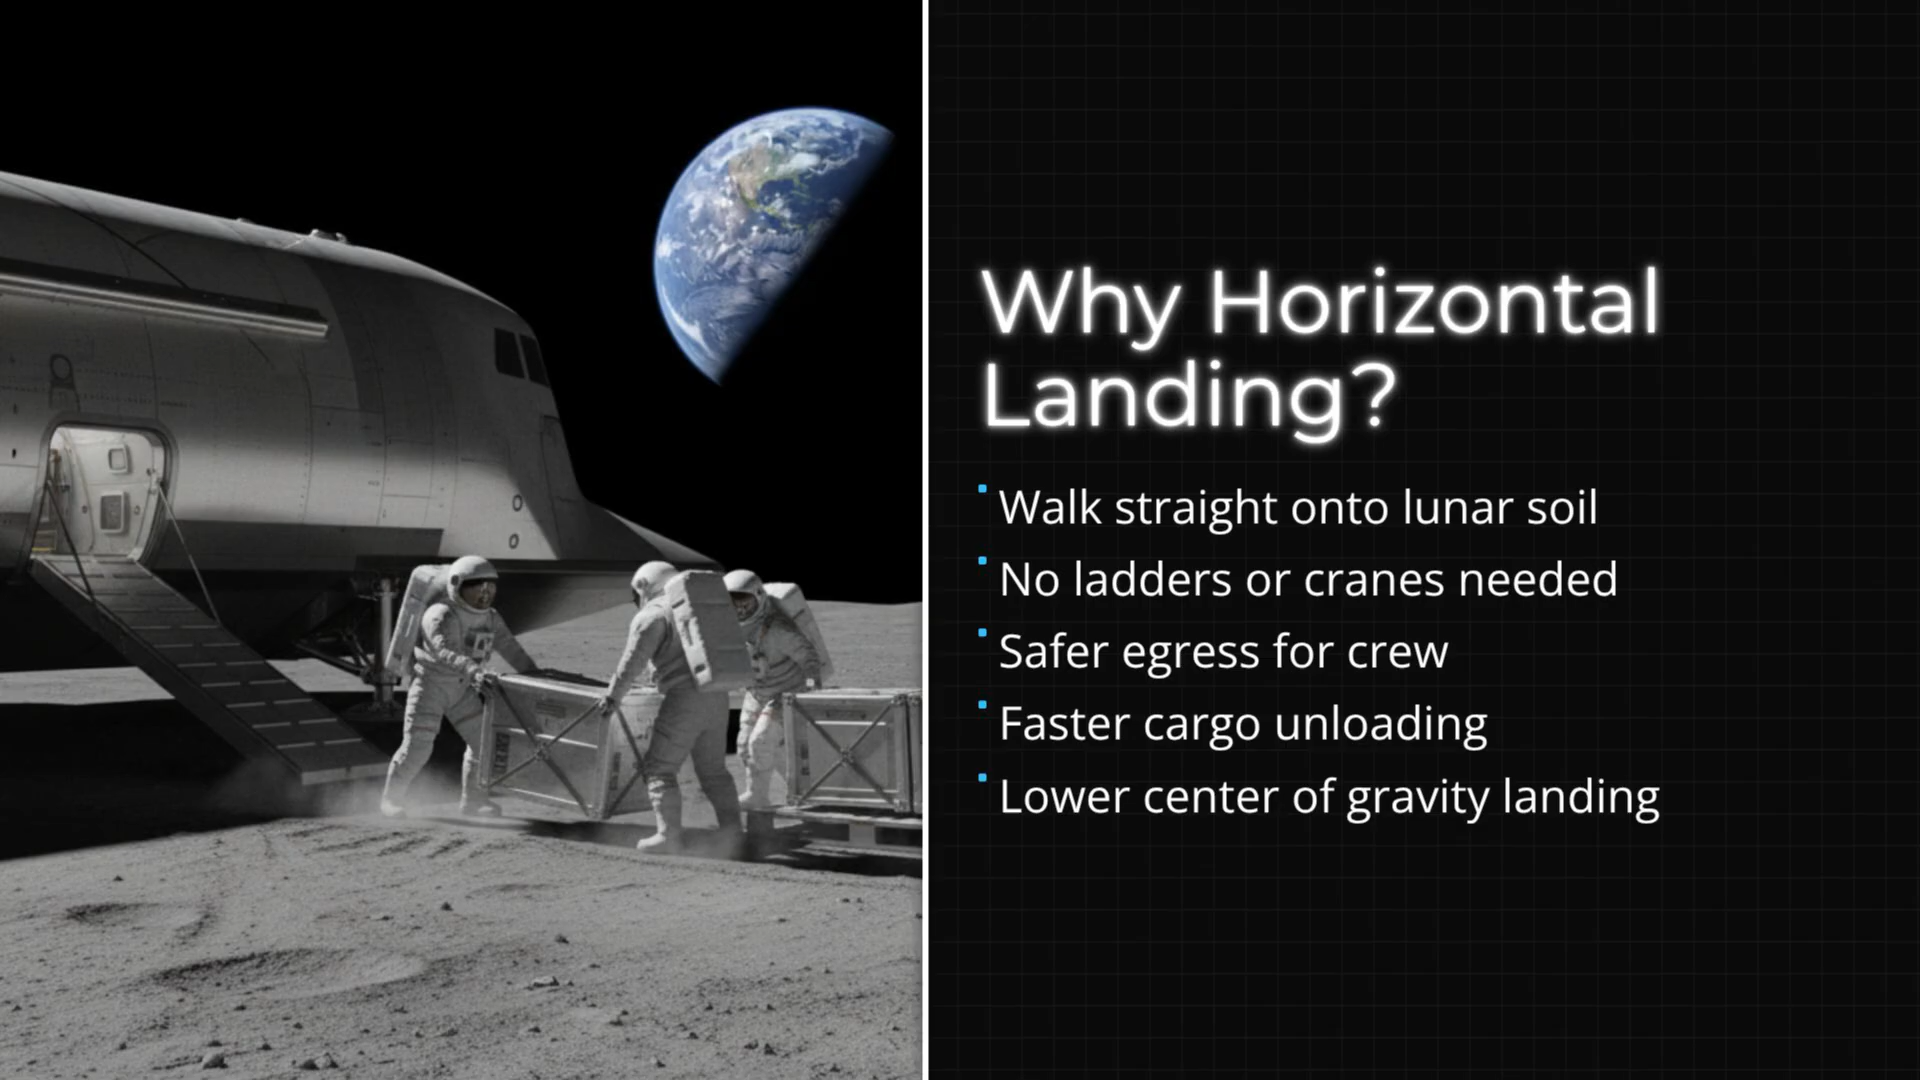 Why Horizontal
Landing?
Walk straight onto lunar soil
No ladders or cranes needed
Safer egress for crew
Faster cargo unloading
Lower center of gravity landing